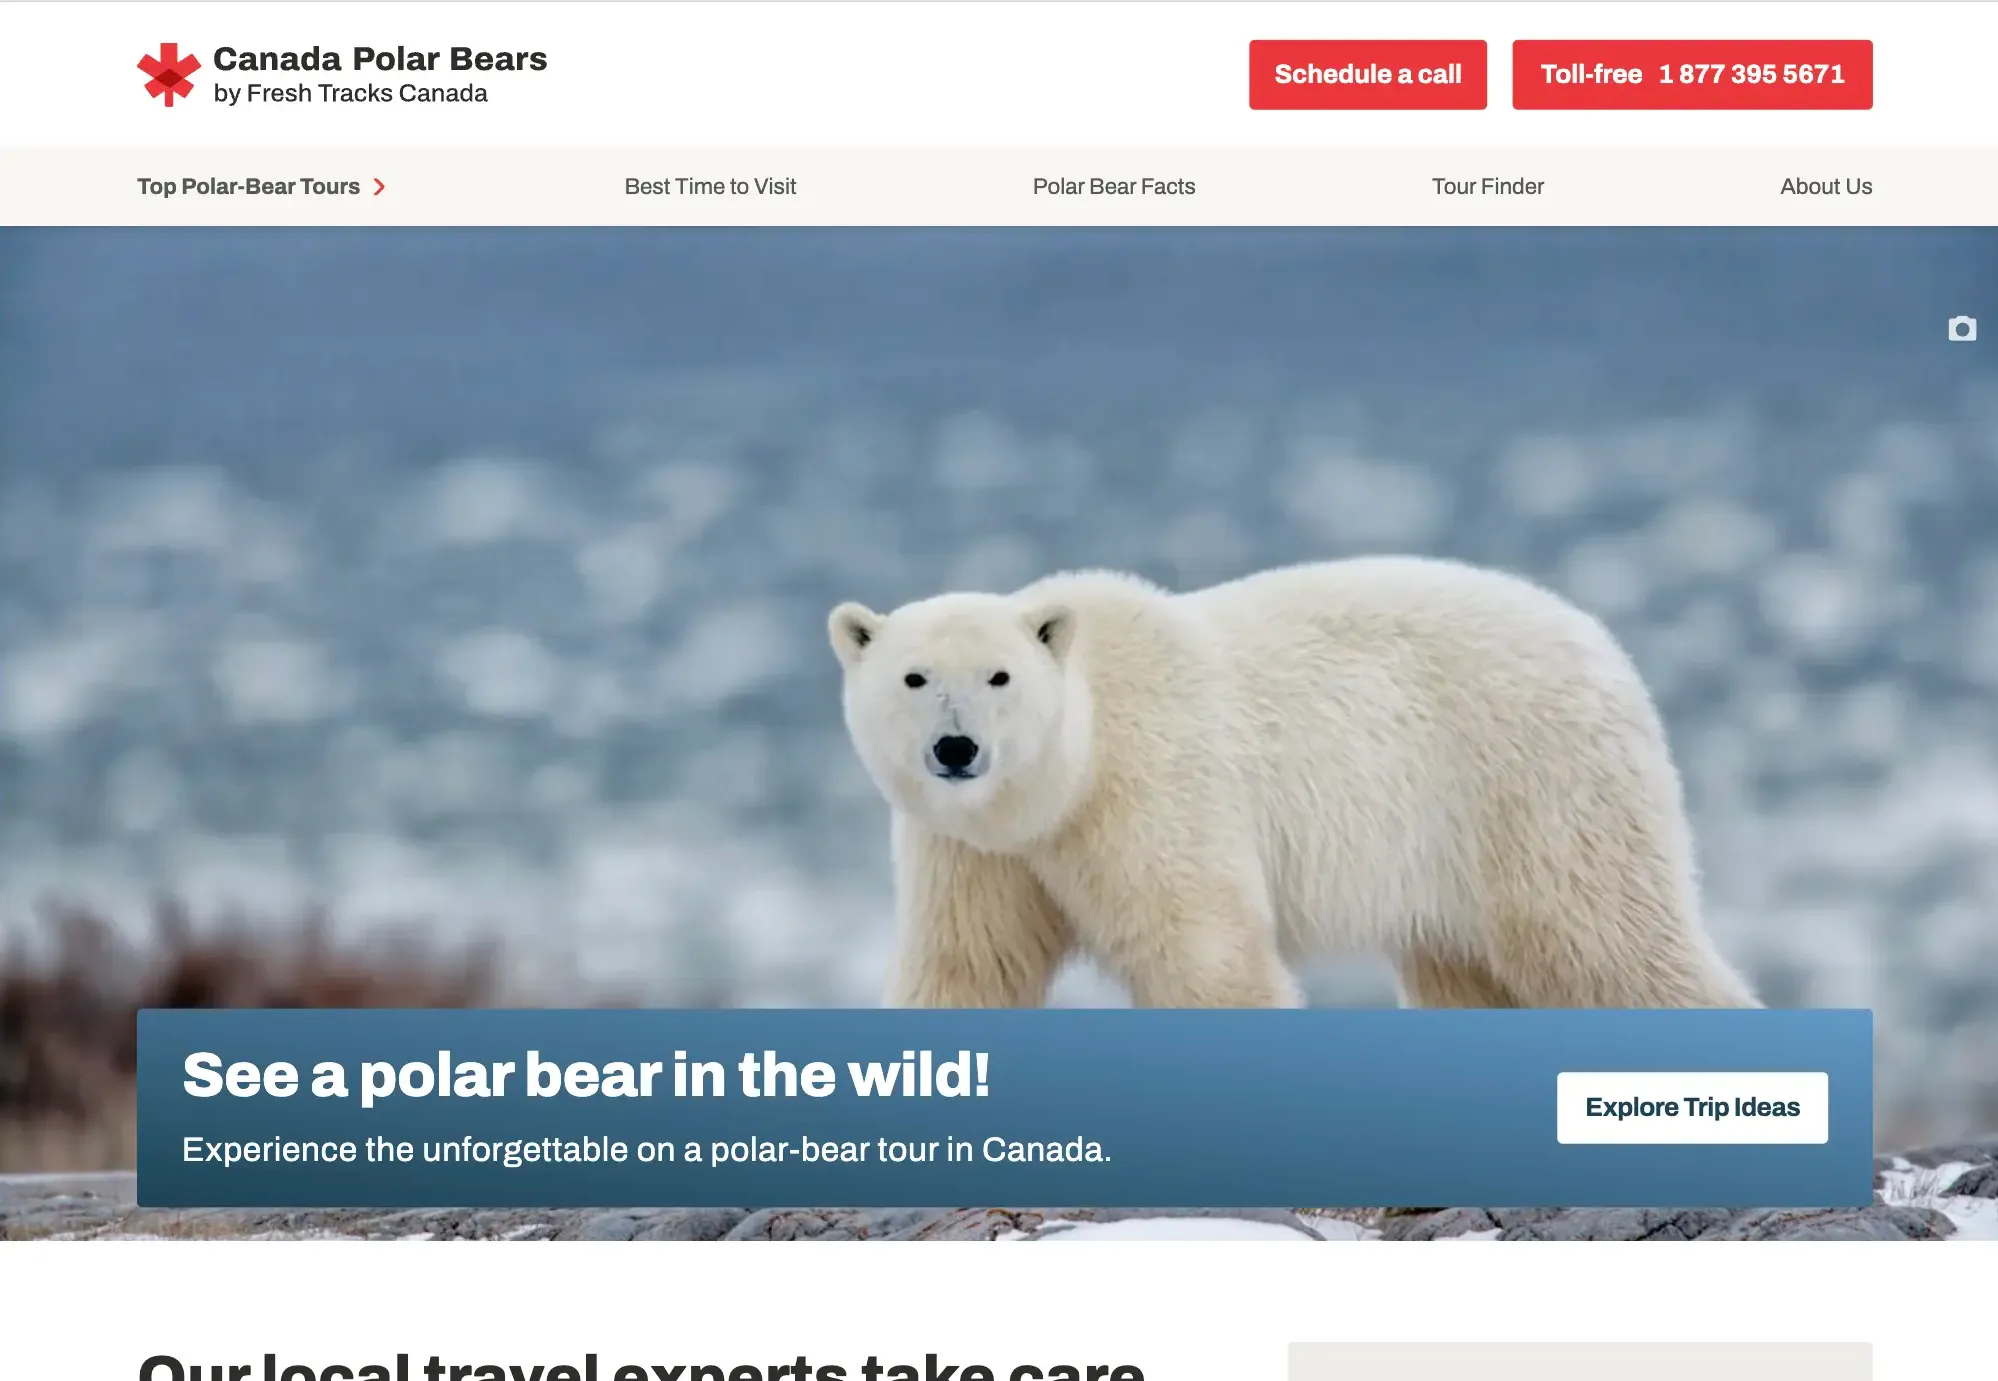 Canada Polar Bears
by Fresh Tracks Canada
Schedule a call
Toll-free 1 877 395 5671
Top Polar-Bear Tours
Best Time to Visit
Polar Bear Facts
Tour Finder
About Us
See a polar bear in the wild!
Experience the unforgettable on a polar-bear tour in Canada.
Explore Trip Ideas
Our local travel experts take care